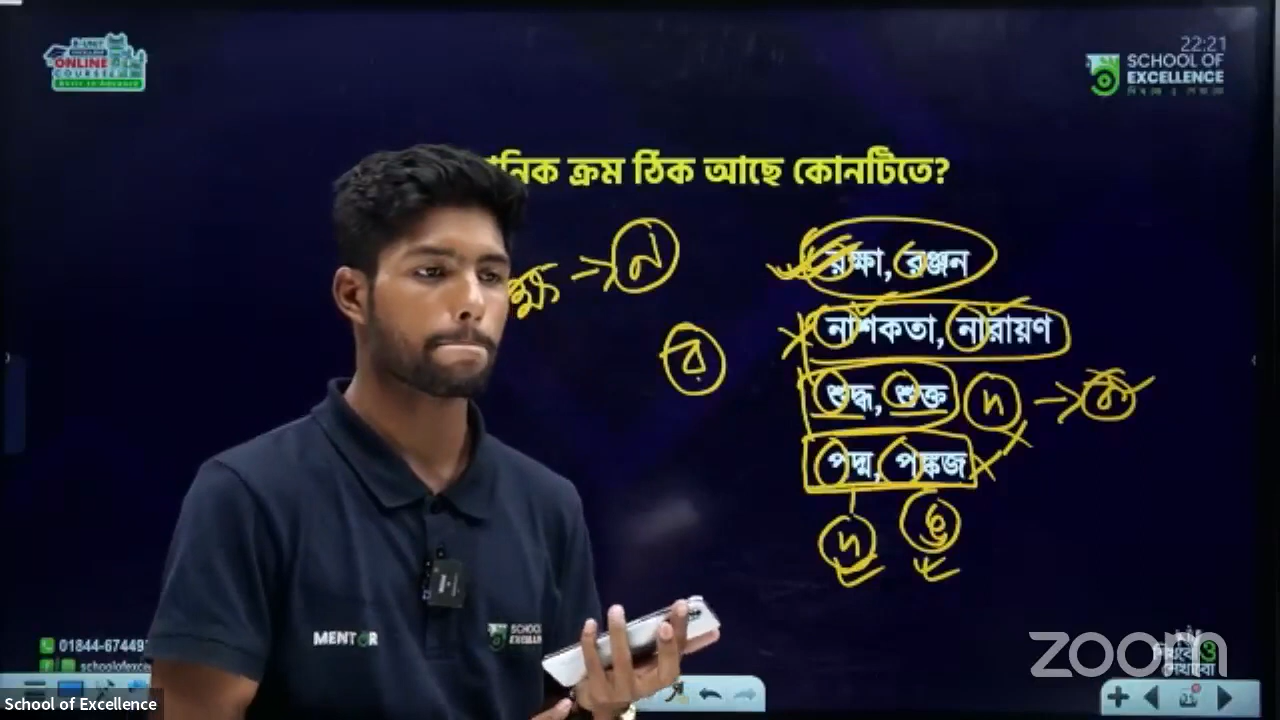 ONLINE
COURSE
22:21
SCHOOL OF
EXCELLENCE
ক্রম ঠিক আছে কোনটিতে?
ক্ষ → ন
রক্ষা, রঞ্জন
র
নাশকতা, নারায়ণ
শুদ্ধ, শুক্ত দ → ক
পদ্ম, পঙ্কজ
দ ঙ
MENTOR
SCHOOL
01844-67449
zoom
School of Excellence